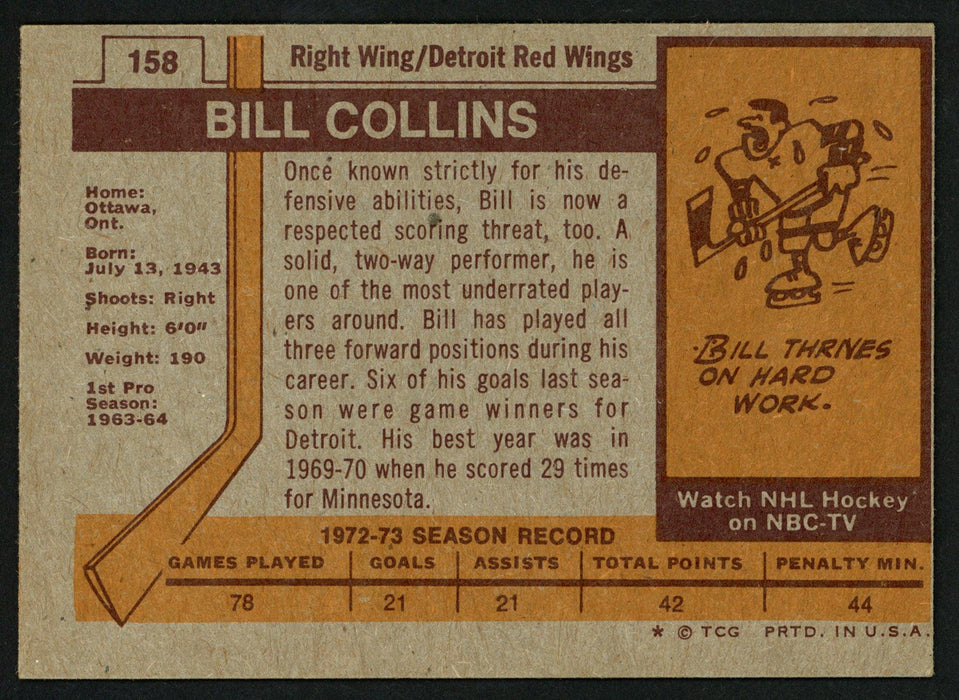 158
Right Wing/Detroit Red Wings
BILL COLLINS
Home:
Ottawa,
Ont.
Born:
July 13, 1943
Shoots: Right
Height: 6'0"
Weight: 190
1st Pro
Season:
1963-64
Once known strictly for his de-
fensive abilities, Bill is now a
respected scoring threat, too. A
solid, two-way performer, he is
one of the most underrated play-
ers around. Bill has played all
three forward positions during his
career. Six of his goals last sea-
son were game winners for
Detroit. His best year was in
1969-70 when he scored 29 times
for Minnesota.
BILL THRIVES
ON HARD
WORK.
Watch NHL Hockey
on NBC-TV
1972-73 SEASON RECORD
GAMES PLAYED GOALS ASSISTS TOTAL POINTS PENALTY MIN.
78 21 21 42 44
* © TCG PRTD. IN U.S.A.